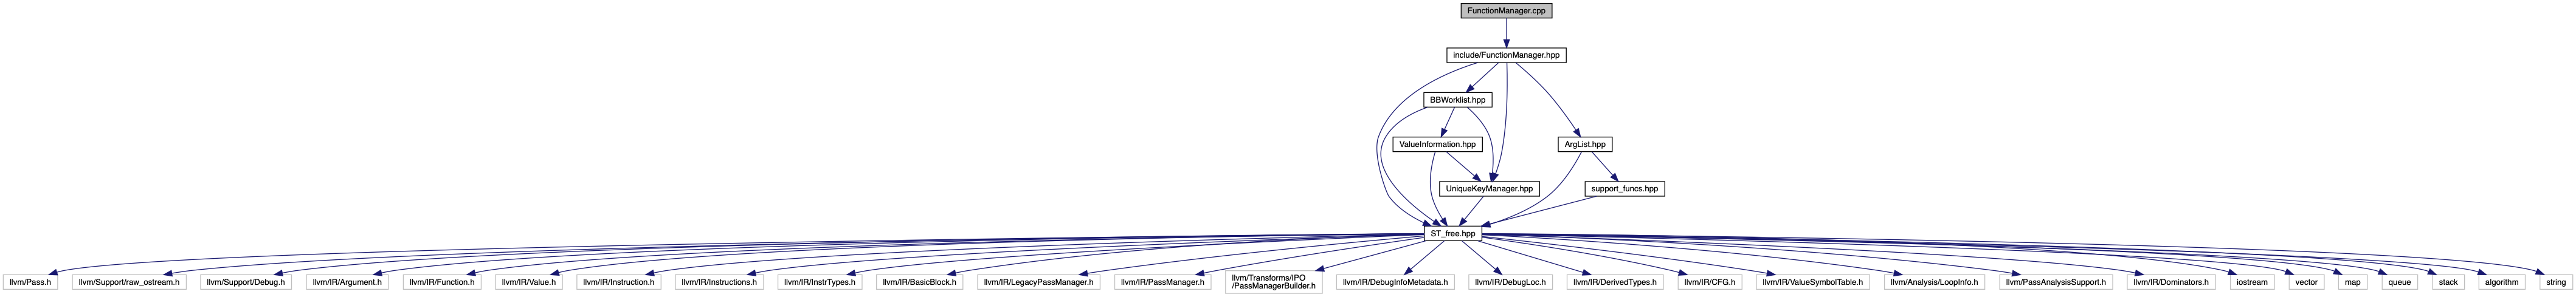 FunctionManager.cpp
include/FunctionManager.hpp
BBWorklist.hpp
ValueInformation.hpp
ArgList.hpp
UniqueKeyManager.hpp
support_funcs.hpp
ST_free.hpp
llvm/Pass.h
llvm/Support/raw_ostream.h
llvm/Support/Debug.h
llvm/IR/Argument.h
llvm/IR/Function.h
llvm/IR/Value.h
llvm/IR/Instruction.h
llvm/IR/Instructions.h
llvm/IR/InstrTypes.h
llvm/IR/BasicBlock.h
llvm/IR/LegacyPassManager.h
llvm/IR/PassManager.h
llvm/Transforms/IPO
/PassManagerBuilder.h
llvm/IR/DebugInfoMetadata.h
llvm/IR/DebugLoc.h
llvm/IR/DerivedTypes.h
llvm/IR/CFG.h
llvm/IR/ValueSymbolTable.h
llvm/Analysis/LoopInfo.h
llvm/PassAnalysisSupport.h
llvm/IR/Dominators.h
iostream
vector
map
queue
stack
algorithm
string